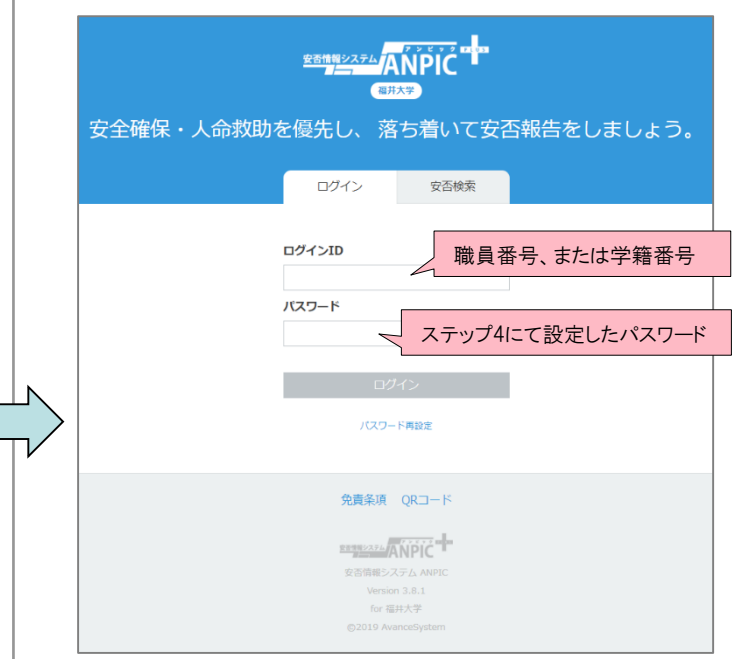 安否情報システム ANPIC+
アンピック PLUS
福井大学
安全確保・人命救助を優先し、 落ち着いて安否報告をしましょう。
ログイン 安否検索
ログインID
職員番号、または学籍番号
パスワード
ステップ4にて設定したパスワード
ログイン
パスワード再設定
免責条項 QRコード
安否情報システム ANPIC+
安否情報システム ANPIC
Version 3.8.1
for 福井大学
©2019 AvanceSystem